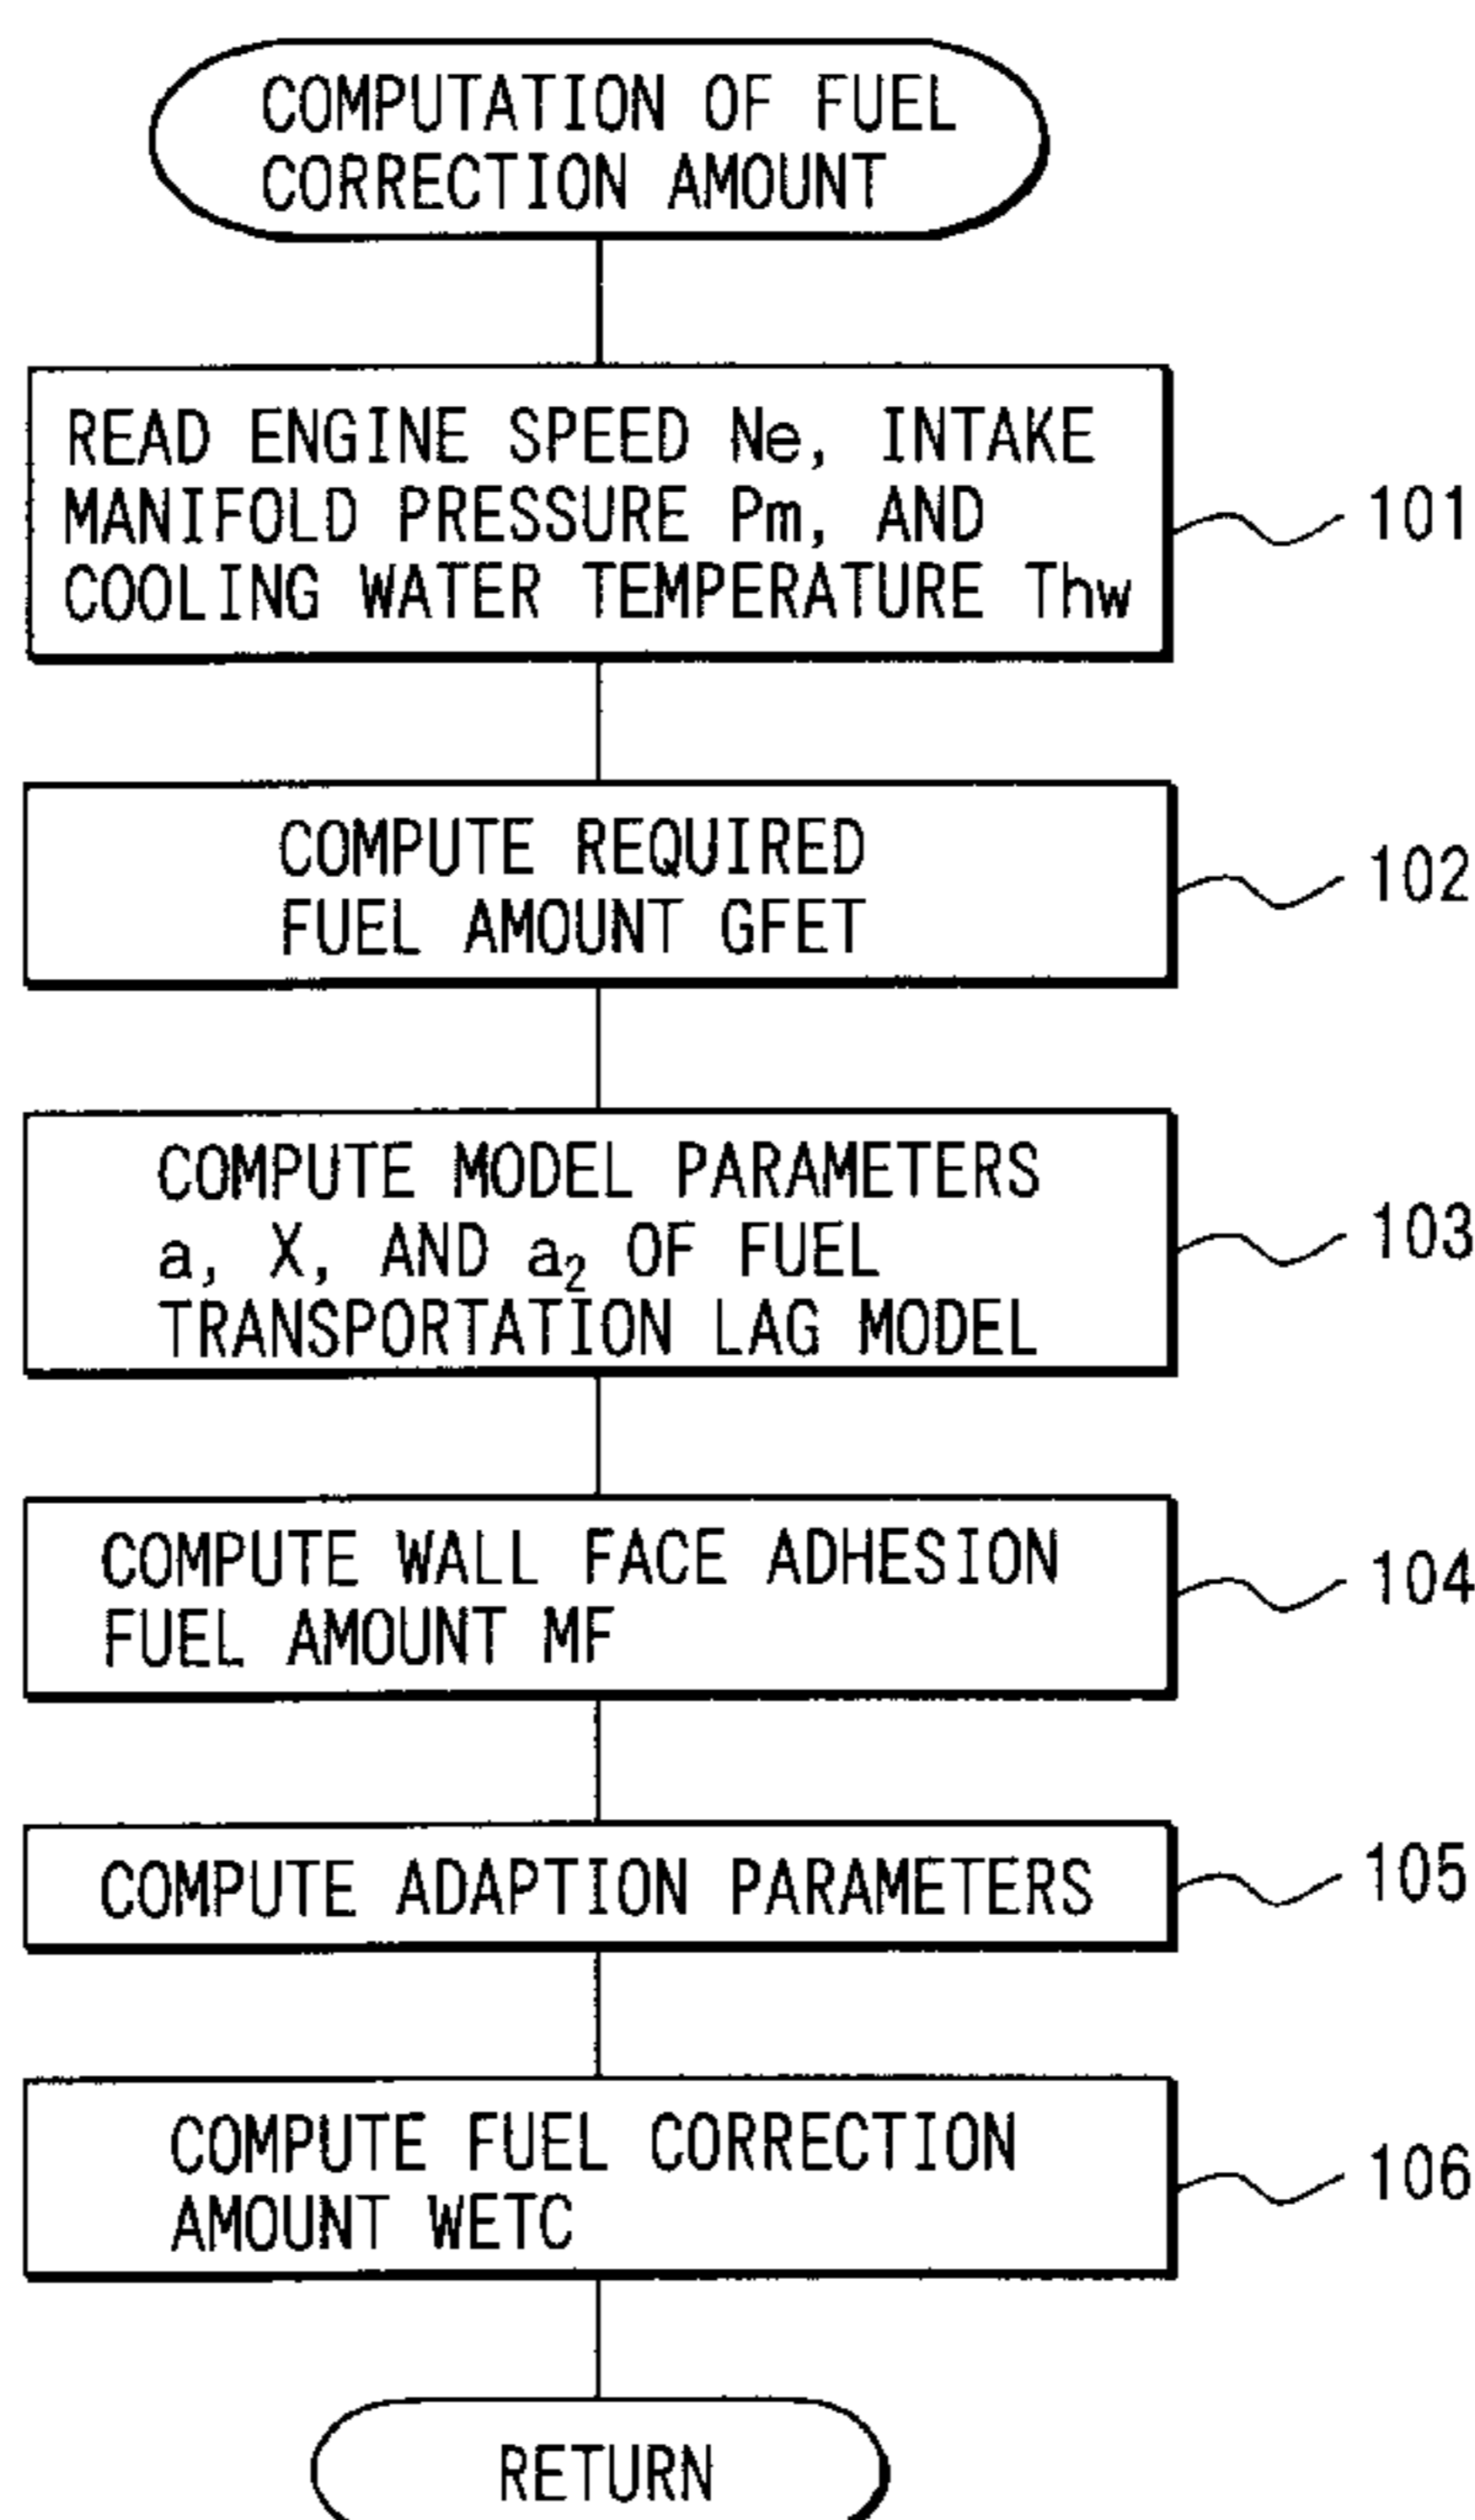 COMPUTATION OF FUEL
CORRECTION AMOUNT
READ ENGINE SPEED Ne, INTAKE
MANIFOLD PRESSURE Pm, AND
COOLING WATER TEMPERATURE Thw
101
COMPUTE REQUIRED
FUEL AMOUNT GFET
102
COMPUTE MODEL PARAMETERS
a, X, AND a₂ OF FUEL
TRANSPORTATION LAG MODEL
103
COMPUTE WALL FACE ADHESION
FUEL AMOUNT MF
104
COMPUTE ADAPTION PARAMETERS
105
COMPUTE FUEL CORRECTION
AMOUNT WETC
106
RETURN